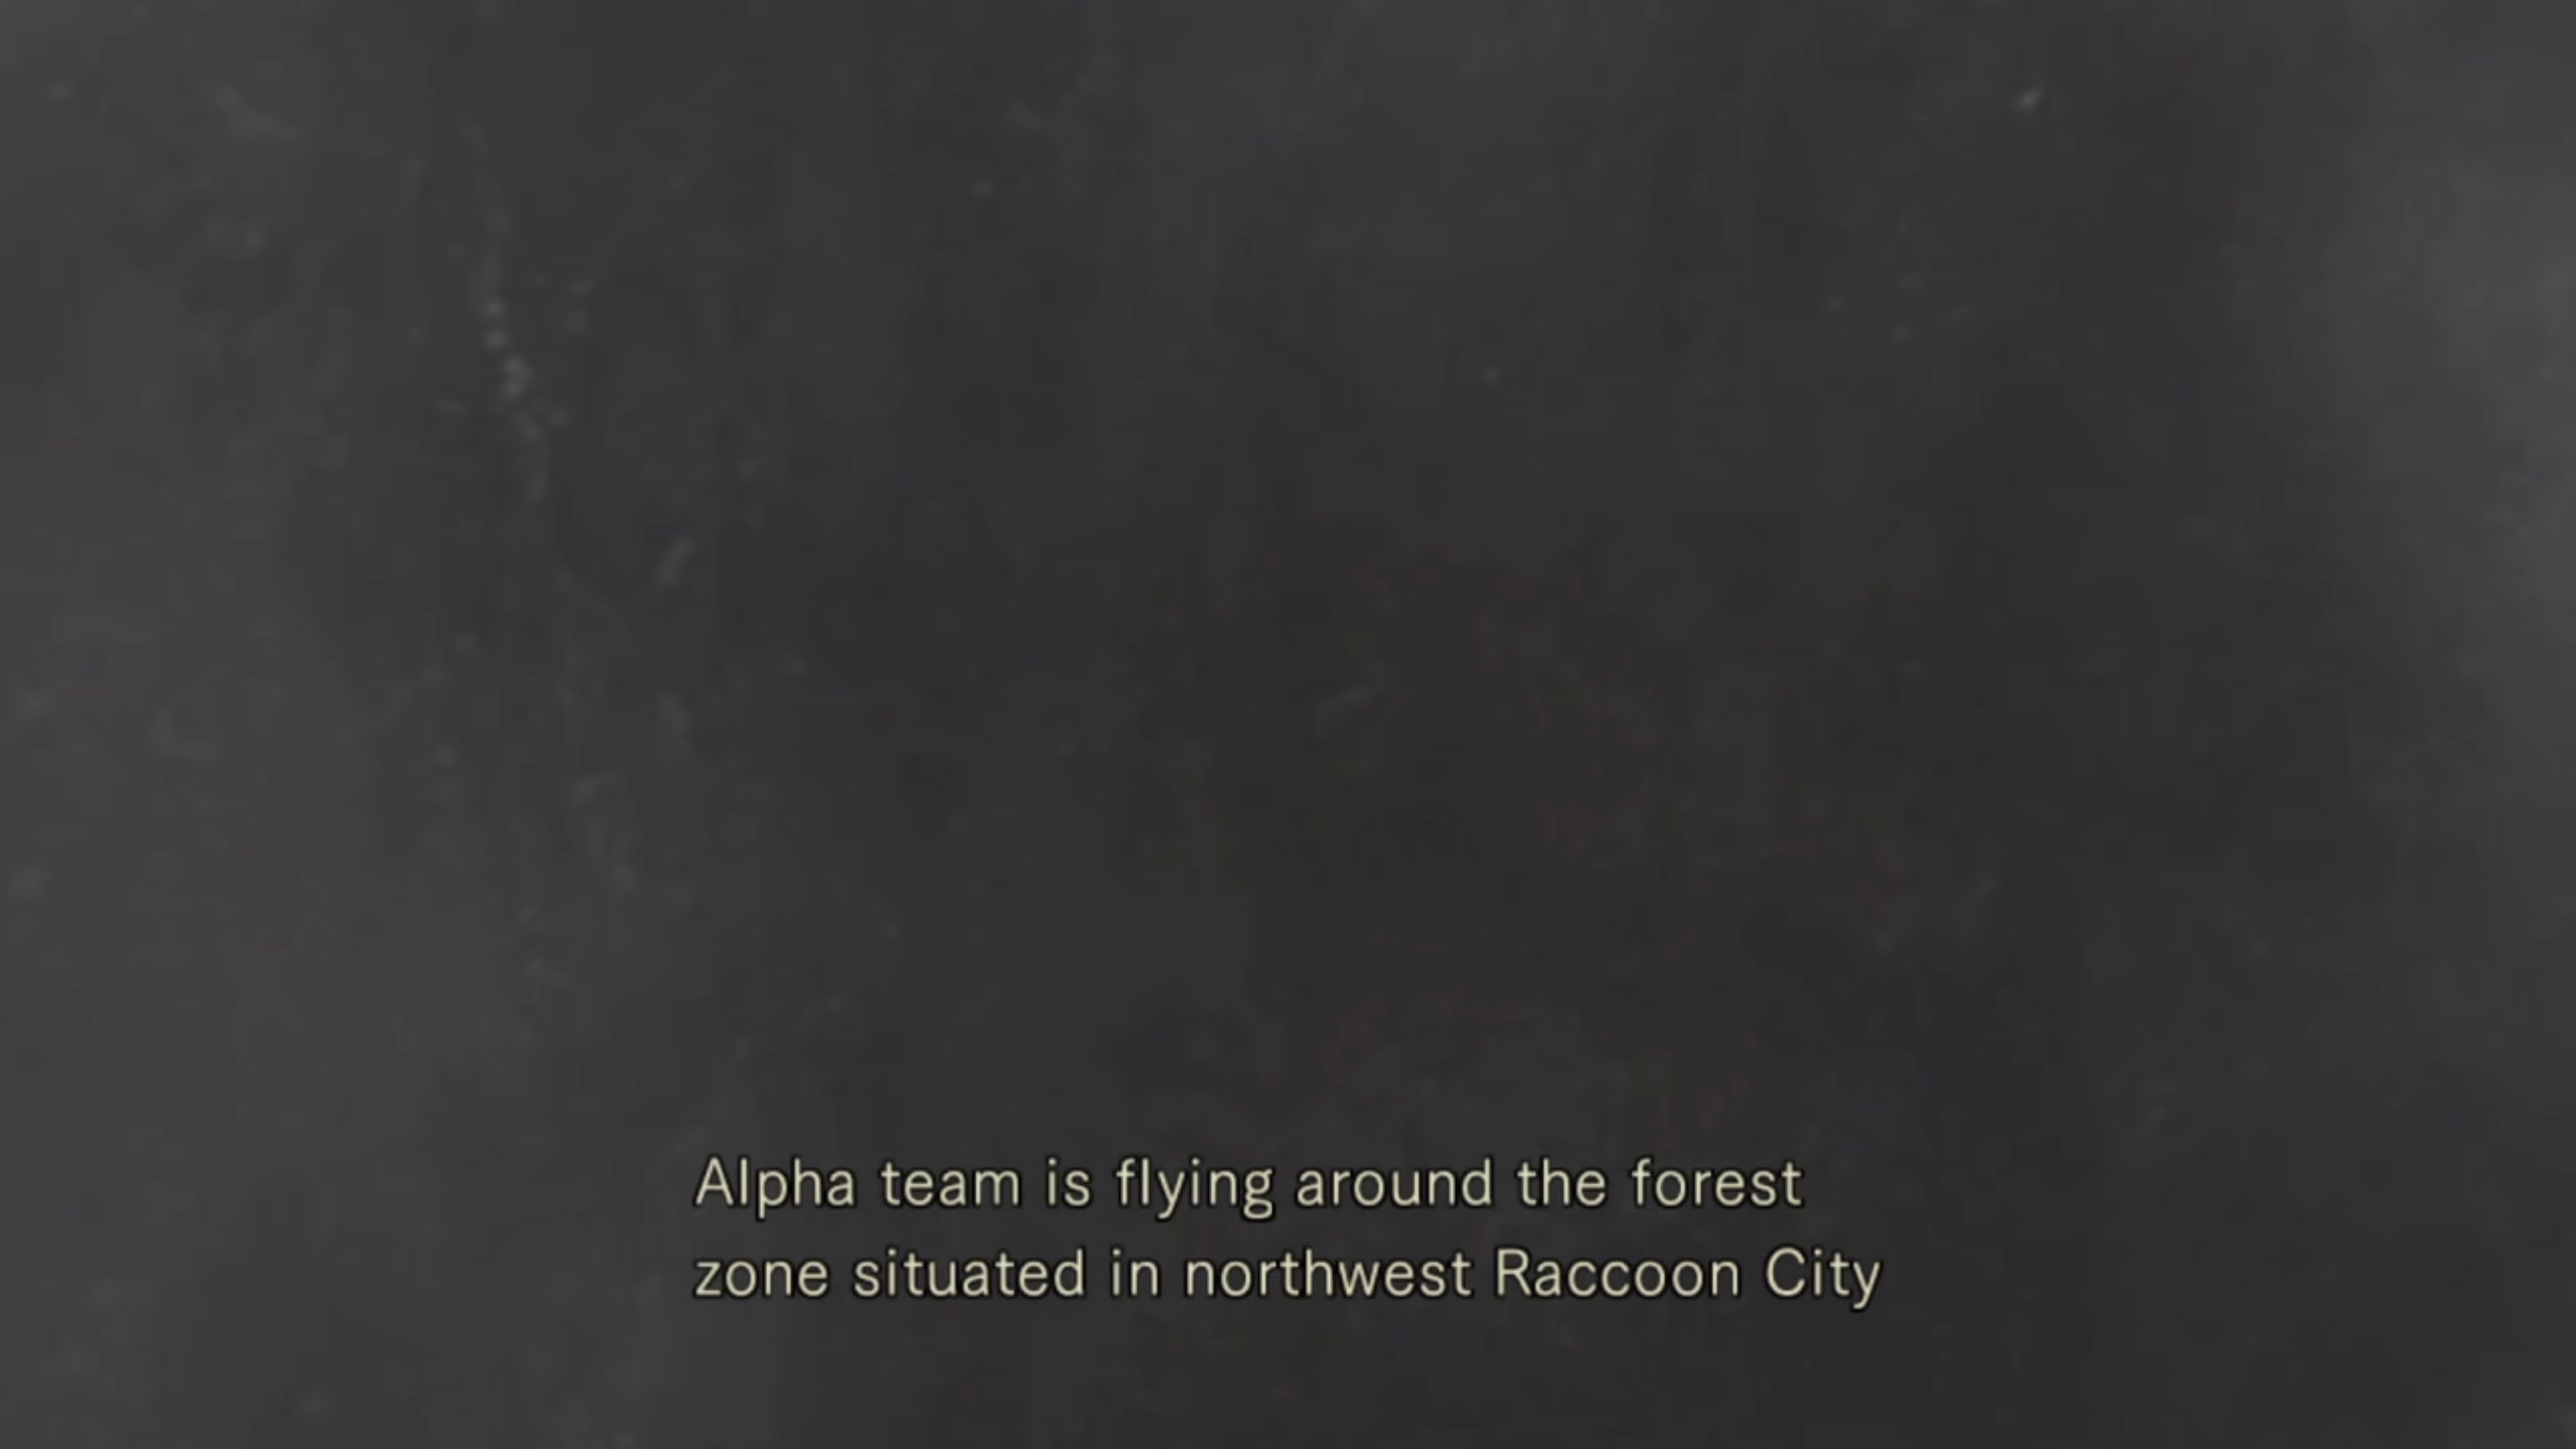 Alpha team is flying around the forest
zone situated in northwest Raccoon City